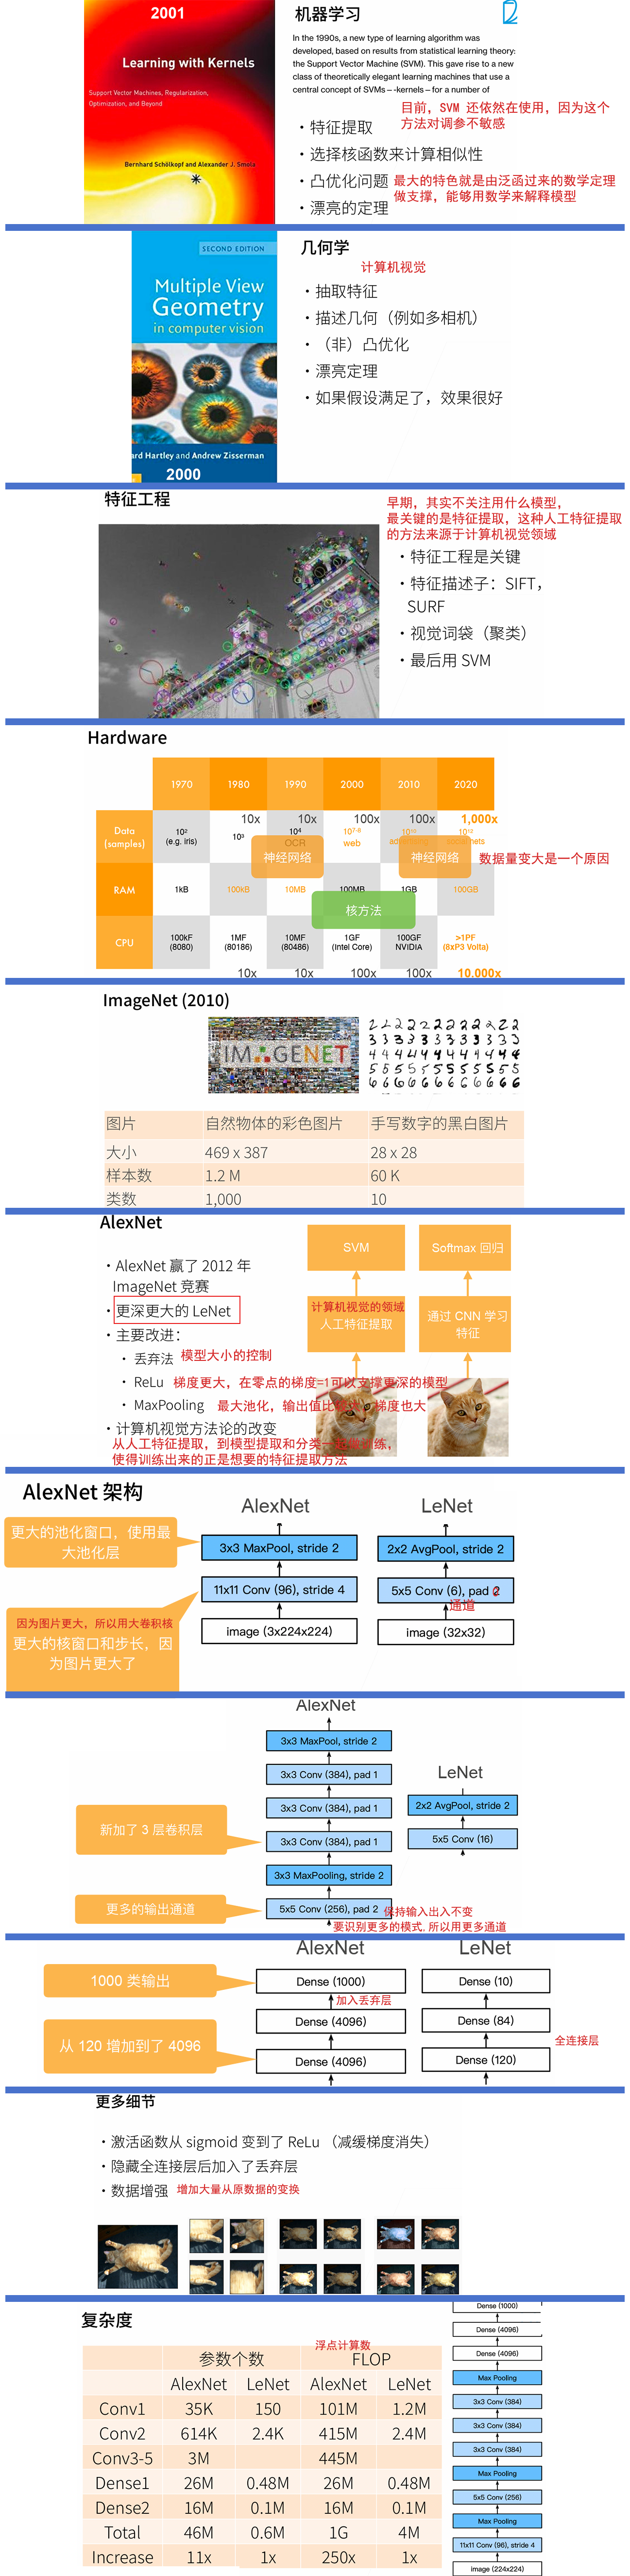 2001
Learning with Kernels
Support Vector Machines, Regularization,
Optimization, and Beyond
Bernhard Schölkopf and Alexander J. Smola
机器学习
In the 1990s, a new type of learning algorithm was
developed, based on results from statistical learning theory:
the Support Vector Machine (SVM). This gave rise to a new
class of theoretically elegant learning machines that use a
central concept of SVMs – -kernels – for a number of
目前，SVM 还依然在使用，因为这个
方法对调参不敏感
• 特征提取
• 选择核函数来计算相似性
• 凸优化问题
最大的特色就是由泛函过来的数学定理
做支撑，能够用数学来解释模型
• 漂亮的定理
SECOND EDITION
Multiple View
Geometry
in computer vision
ard Hartley and Andrew Zisserman
2000
几何学
计算机视觉
• 抽取特征
• 描述几何（例如多相机）
• （非）凸优化
• 漂亮定理
• 如果假设满足了，效果很好
特征工程
早期，其实不关注用什么模型，
最关键的是特征提取，这种人工特征提取
的方法来源于计算机视觉领域
• 特征工程是关键
• 特征描述子：SIFT，
SURF
• 视觉词袋（聚类）
• 最后用 SVM
Hardware
1970 1980 1990 2000 2010 2020
10x 10x 100x 100x 1,000x
Data
(samples)
10²
(e.g. iris)
10³
10⁴
OCR
10⁷⁻⁸
web
神经网络 神经网络
数据量变大是一个原因
RAM 1kB 100kB 10MB 100MB 1GB 100GB
核方法
CPU
100kF
(8080)
1MF
(80186)
10MF
(80486)
1GF
(Intel Core)
100GF
NVIDIA
>1PF
(8xP3 Volta)
10x 10x 100x 100x 10,000x
ImageNet (2010)
IMAGENET
图片 自然物体的彩色图片 手写数字的黑白图片
大小 469 x 387 28 x 28
样本数 1.2 M 60 K
类数 1,000 10
AlexNet
• AlexNet 赢了 2012 年
ImageNet 竞赛
• 更深更大的 LeNet
• 主要改进：
• 丢弃法 模型大小的控制
• ReLu 梯度更大，在零点的梯度=1可以支撑更深的模型
• MaxPooling 最大池化，输出值比较大，梯度也大
• 计算机视觉方法论的改变
从人工特征提取，到模型提取和分类一起做训练，
使得训练出来的正是想要的特征提取方法
SVM
Softmax 回归
计算机视觉的领域
人工特征提取
通过 CNN 学习
特征
AlexNet 架构
AlexNet LeNet
更大的池化窗口，使用最
大池化层
3x3 MaxPool, stride 2
2x2 AvgPool, stride 2
11x11 Conv (96), stride 4
5x5 Conv (6), pad 2
通道
因为图片更大，所以用大卷积核
更大的核窗口和步长，因
为图片更大了
image (3x224x224)
image (32x32)
AlexNet
3x3 MaxPool, stride 2
3x3 Conv (384), pad 1
3x3 Conv (384), pad 1
3x3 Conv (384), pad 1
3x3 MaxPooling, stride 2
5x5 Conv (256), pad 2
LeNet
2x2 AvgPool, stride 2
5x5 Conv (16)
新加了 3 层卷积层
更多的输出通道
保持输入出入不变
要识别更多的模式，所以用更多通道
AlexNet LeNet
1000 类输出
Dense (1000)
Dense (10)
加入丢弃层
从 120 增加到了 4096
Dense (4096)
Dense (84)
全连接层
Dense (4096)
Dense (120)
更多细节
• 激活函数从 sigmoid 变到了 ReLu （减缓梯度消失）
• 隐藏全连接层后加入了丢弃层
• 数据增强 增加大量从原数据的变换
复杂度
浮点计算数
参数个数 FLOP
AlexNet LeNet AlexNet LeNet
Conv1 35K 150 101M 1.2M
Conv2 614K 2.4K 415M 2.4M
Conv3-5 3M 445M
Dense1 26M 0.48M 26M 0.48M
Dense2 16M 0.1M 16M 0.1M
Total 46M 0.6M 1G 4M
Increase 11x 1x 250x 1x
Dense (1000)
Dense (4096)
Dense (4096)
Max Pooling
3x3 Conv (384)
3x3 Conv (384)
3x3 Conv (384)
Max Pooling
5x5 Conv (256)
Max Pooling
11x11 Conv (96), stride 4
image (224x224)